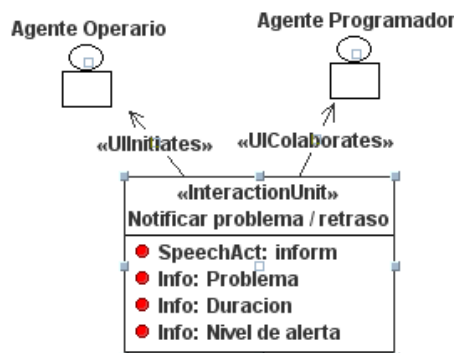 Agente Operario
Agente Programador
«UIInitiates»
«UIColaborates»
«InteractionUnit»
Notificar problema / retraso
SpeechAct: inform
Info: Problema
Info: Duracion
Info: Nivel de alerta